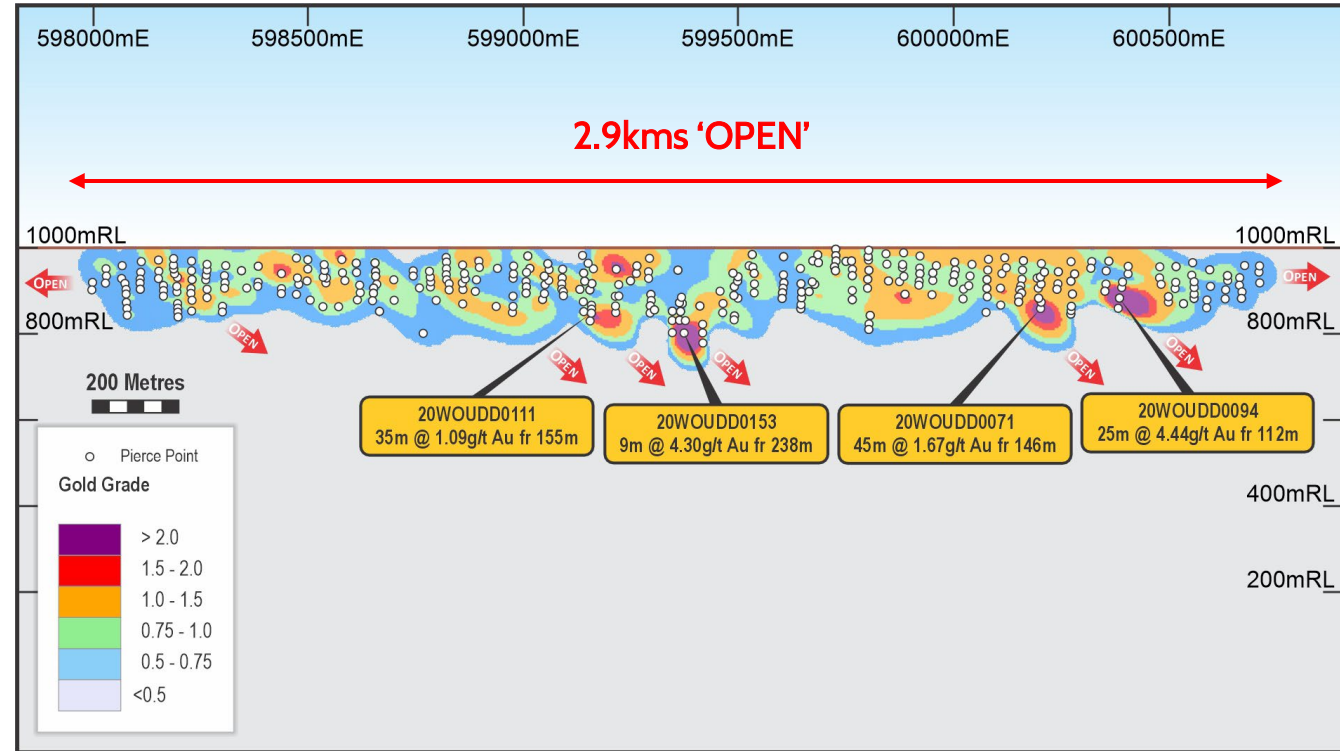 598000mE
598500mE
599000mE
599500mE
600000mE
600500mE
2.9kms ‘OPEN’
1000mRL
1000mRL
OPEN
OPEN
800mRL
800mRL
OPEN
OPEN
OPEN
OPEN
OPEN
OPEN
200 Metres
20WOUDD0111
35m @ 1.09g/t Au fr 155m
20WOUDD0153
9m @ 4.30g/t Au fr 238m
20WOUDD0071
45m @ 1.67g/t Au fr 146m
20WOUDD0094
25m @ 4.44g/t Au fr 112m
Pierce Point
Gold Grade
> 2.0
1.5 - 2.0
1.0 - 1.5
0.75 - 1.0
0.5 - 0.75
<0.5
400mRL
200mRL